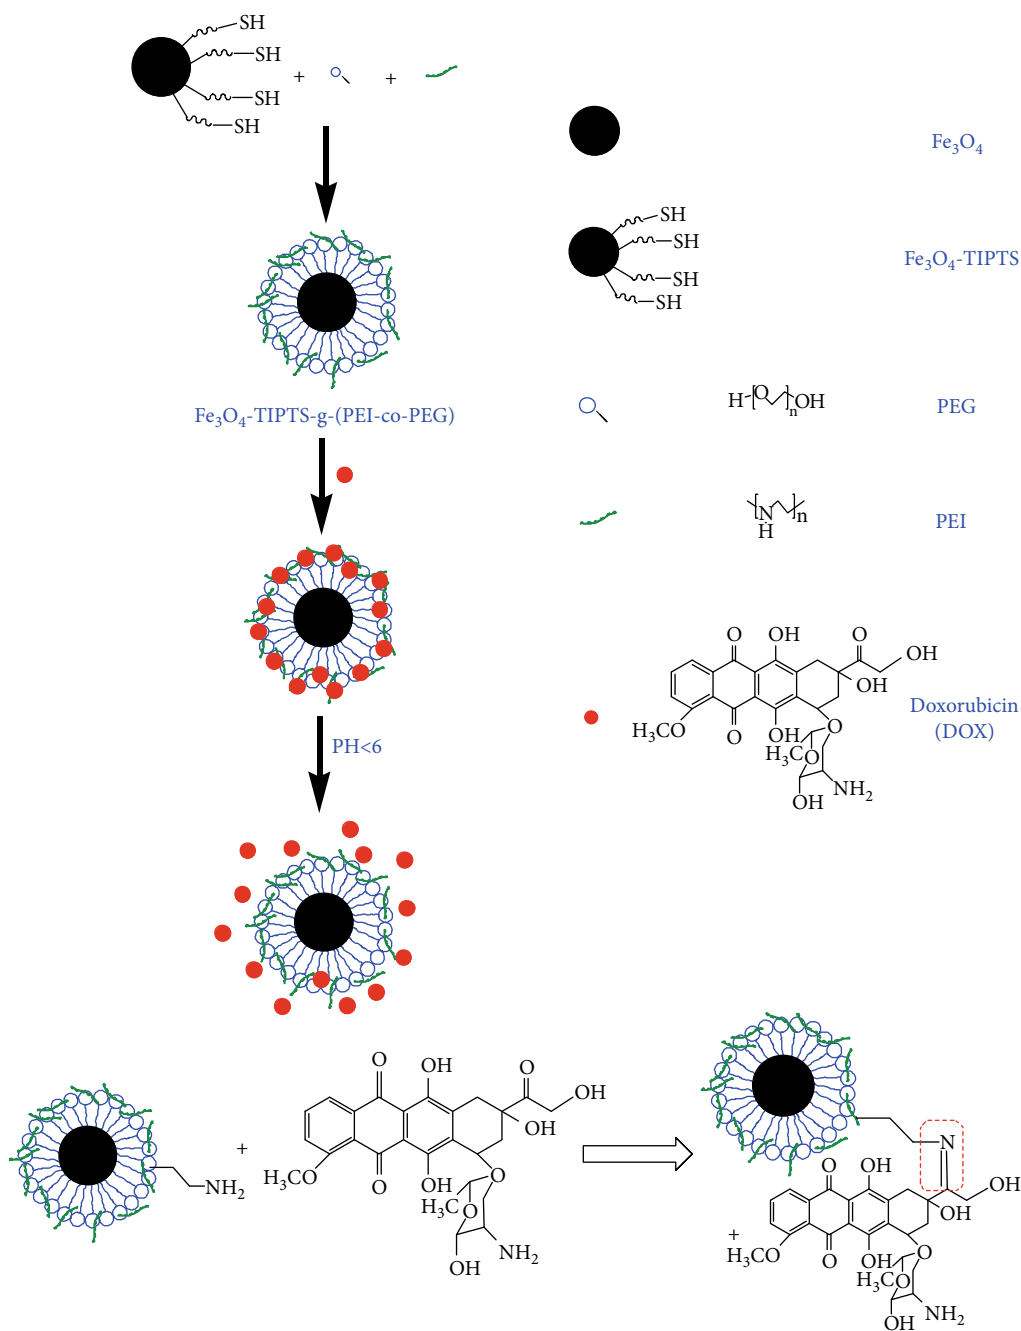 SH
SH
SH
SH
+
+
Fe₃O₄
SH
SH
SH
SH
Fe₃O₄-TIPTS
Fe₃O₄-TIPTS-g-(PEI-co-PEG)
H O n OH
PEG
N H n
PEI
PH<6
O OH O OH
OH
H₃CO O OH O
H₃C O
OH NH₂
Doxorubicin
(DOX)
NH₂
+
O OH O OH
OH
H₃CO O OH O
H₃C O
OH NH₂
N
+
O OH OH
OH
H₃CO O OH O
H₃C O
OH NH₂